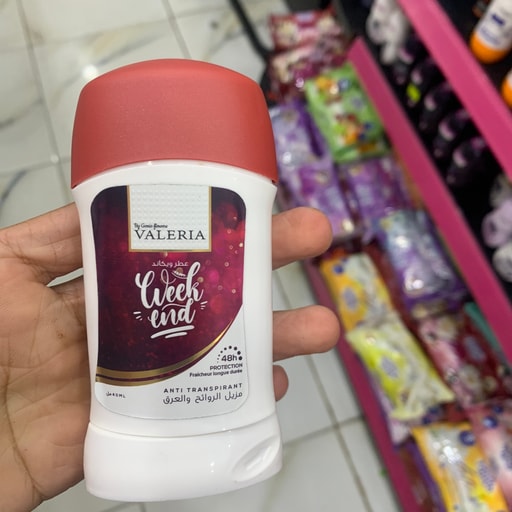 VALERIA
عطر ويكاند
Week
end
48h
PROTECTION
Fraîcheur longue durée
ANTI TRANSPIRANT
مزيل الروائح والعرق